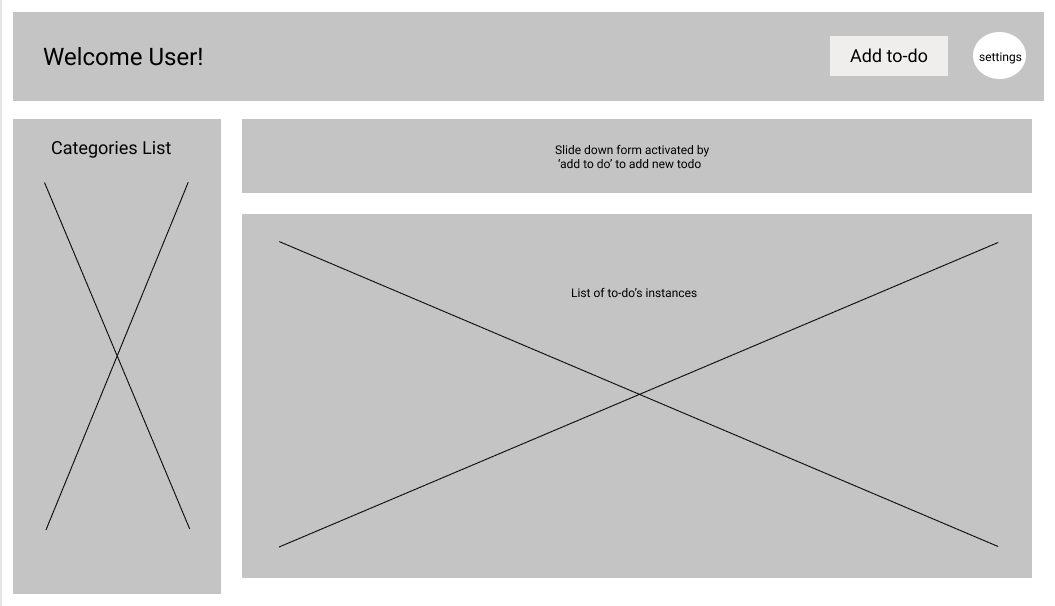 Welcome User!
Add to-do
settings
Categories List
Slide down form activated by
‘add to do’ to add new todo
List of to-do’s instances